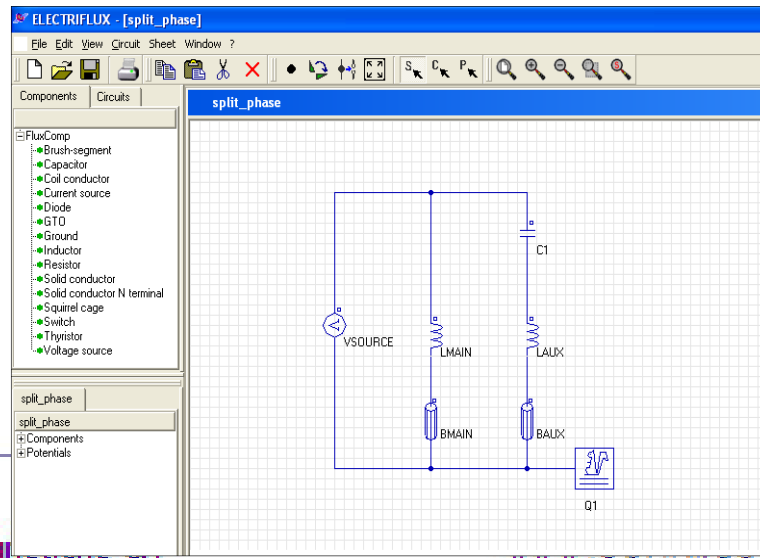 ELECTRIFLUX - [split_phase]
File Edit View Circuit Sheet Window ?
S C P
Components Circuits
split_phase
FluxComp
Brush-segment
Capacitor
Coil conductor
Current source
Diode
GTO
Ground
Inductor
Resistor
Solid conductor
Solid conductor N terminal
Squirrel cage
Switch
Thyristor
Voltage source
C1
VSOURCE
LMAIN
LAUX
BMAIN
BAUX
Q1
split_phase
split_phase
Components
Potentials